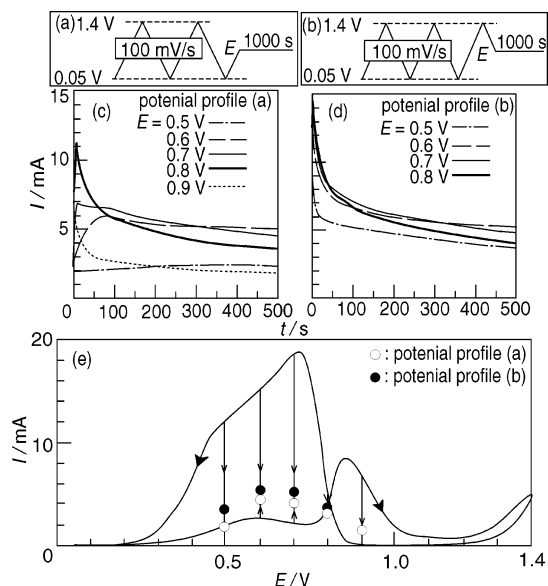 (a) 1.4 V
100 mV/s
E
1000 s
0.05 V
(b) 1.4 V
100 mV/s
E
1000 s
0.05 V
15
10
5
0
I / mA
(c)
potenial profile (a)
E = 0.5 V
0.6 V
0.7 V
0.8 V
0.9 V
0 100 200 300 400 500
(d)
potenial profile (b)
E = 0.5 V
0.6 V
0.7 V
0.8 V
0 100 200 300 400 500
t / s
20
10
0
I / mA
(e)
: potenial profile (a)
: potenial profile (b)
0.5 1.0 1.4
E / V